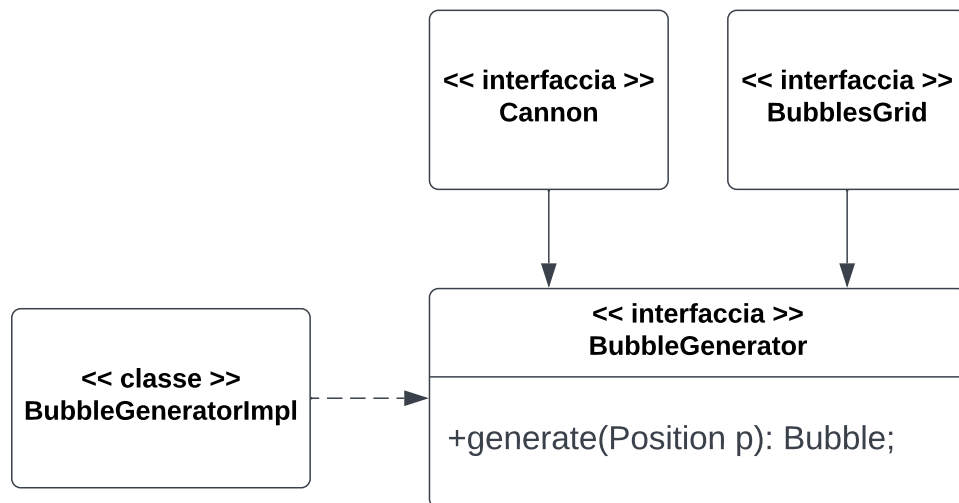 << interfaccia >>
Cannon
<< interfaccia >>
BubblesGrid
<< interfaccia >>
BubbleGenerator
<< classe >>
BubbleGeneratorImpl
+generate(Position p): Bubble;